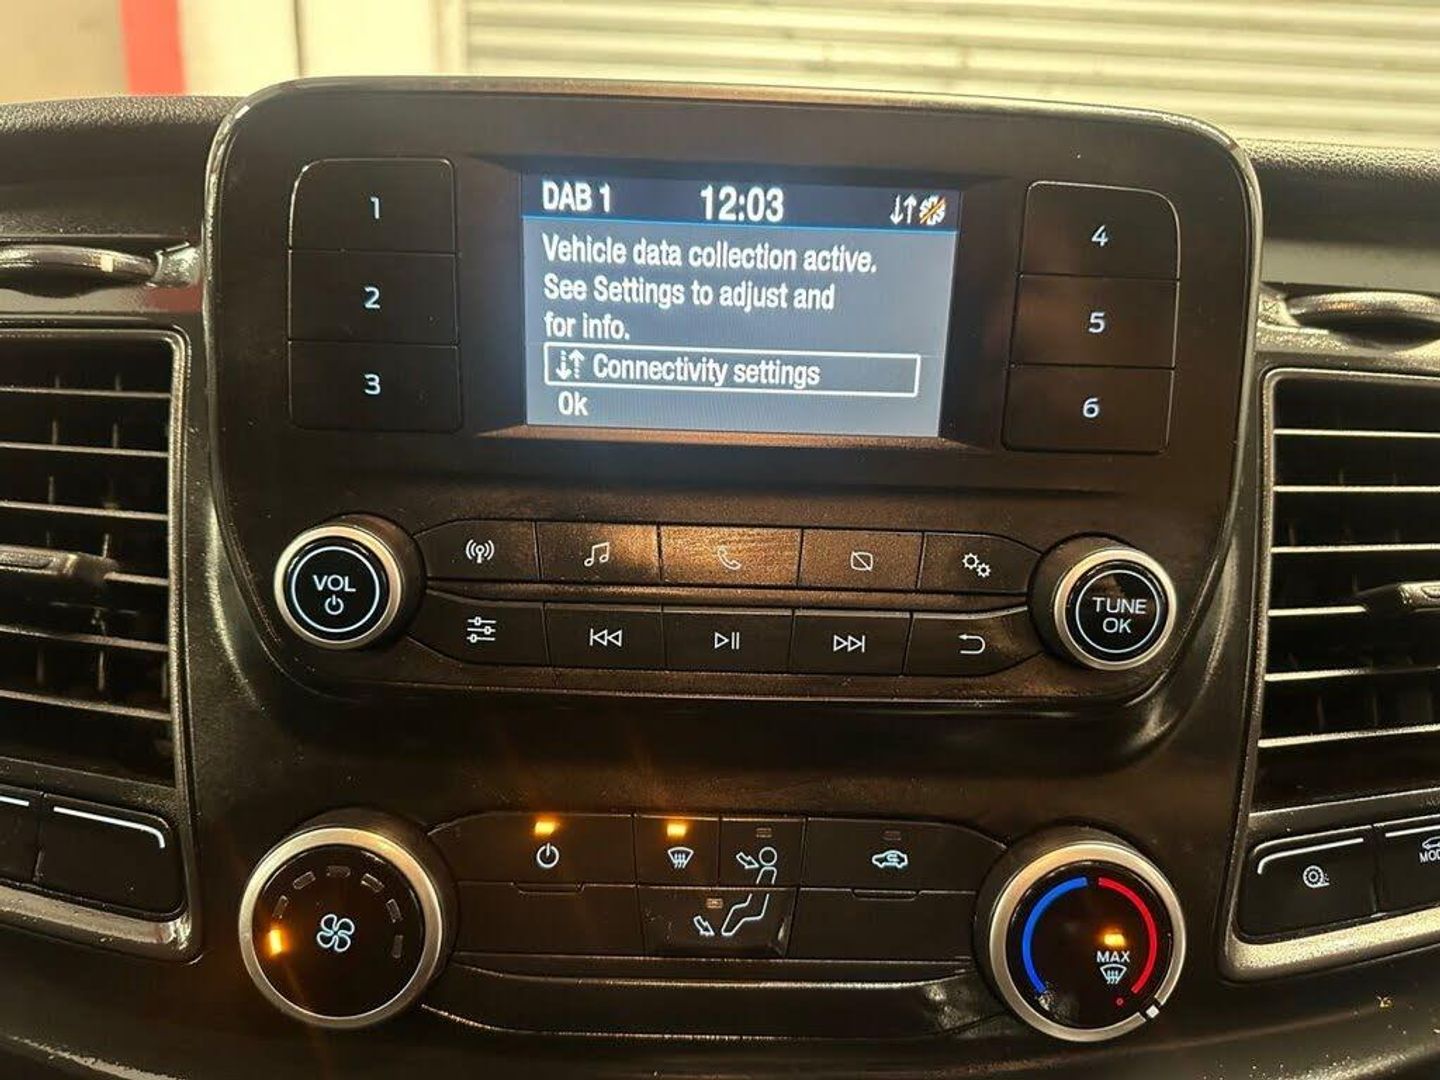 DAB 1 12:03
Vehicle data collection active.
See Settings to adjust and
for info.
Connectivity settings
Ok
1
2
3
4
5
6
VOL
TUNE
OK
MAX